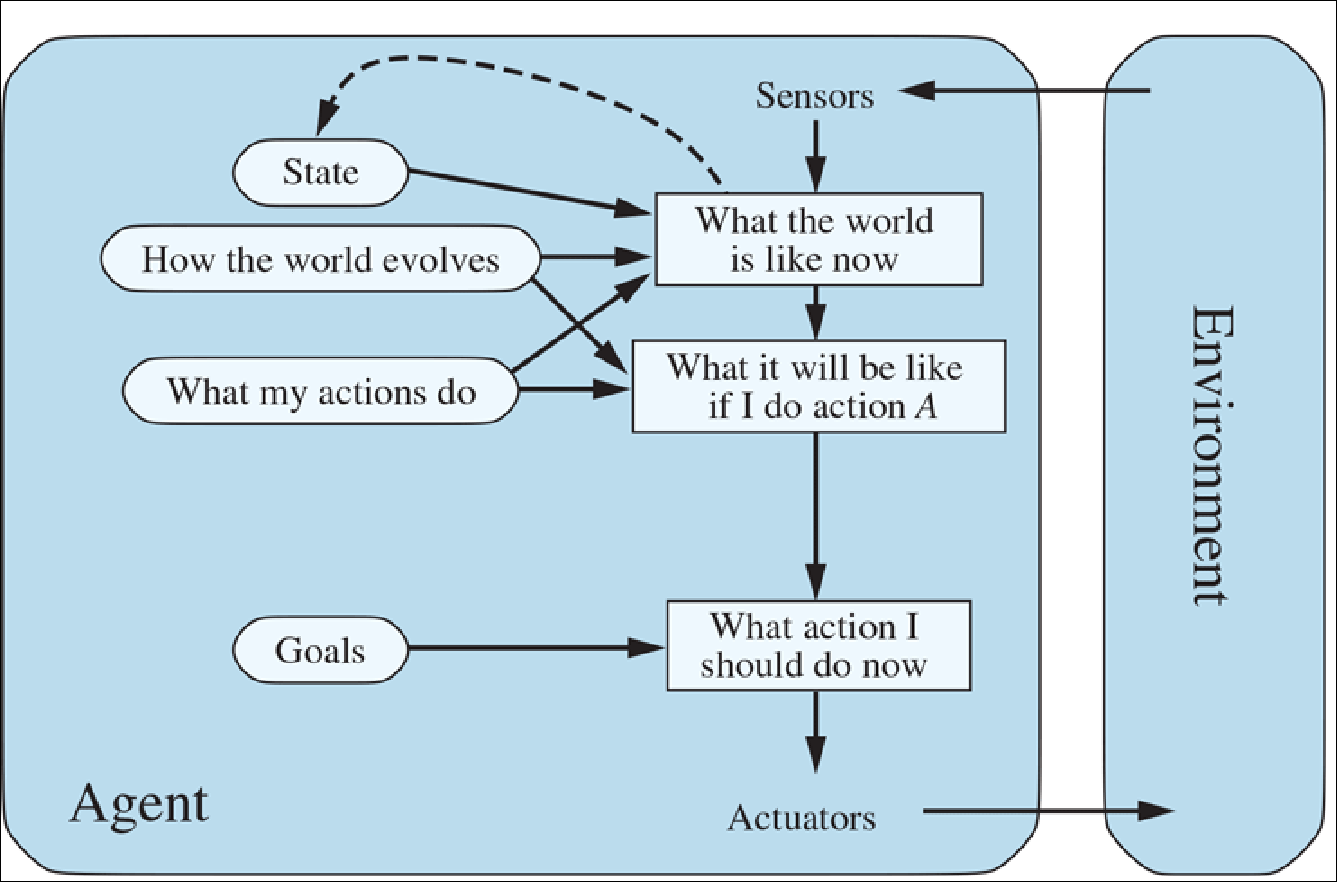 Sensors
State
What the world
is like now
How the world evolves
What it will be like
if I do action A
What my actions do
Environment
What action I
should do now
Goals
Agent
Actuators